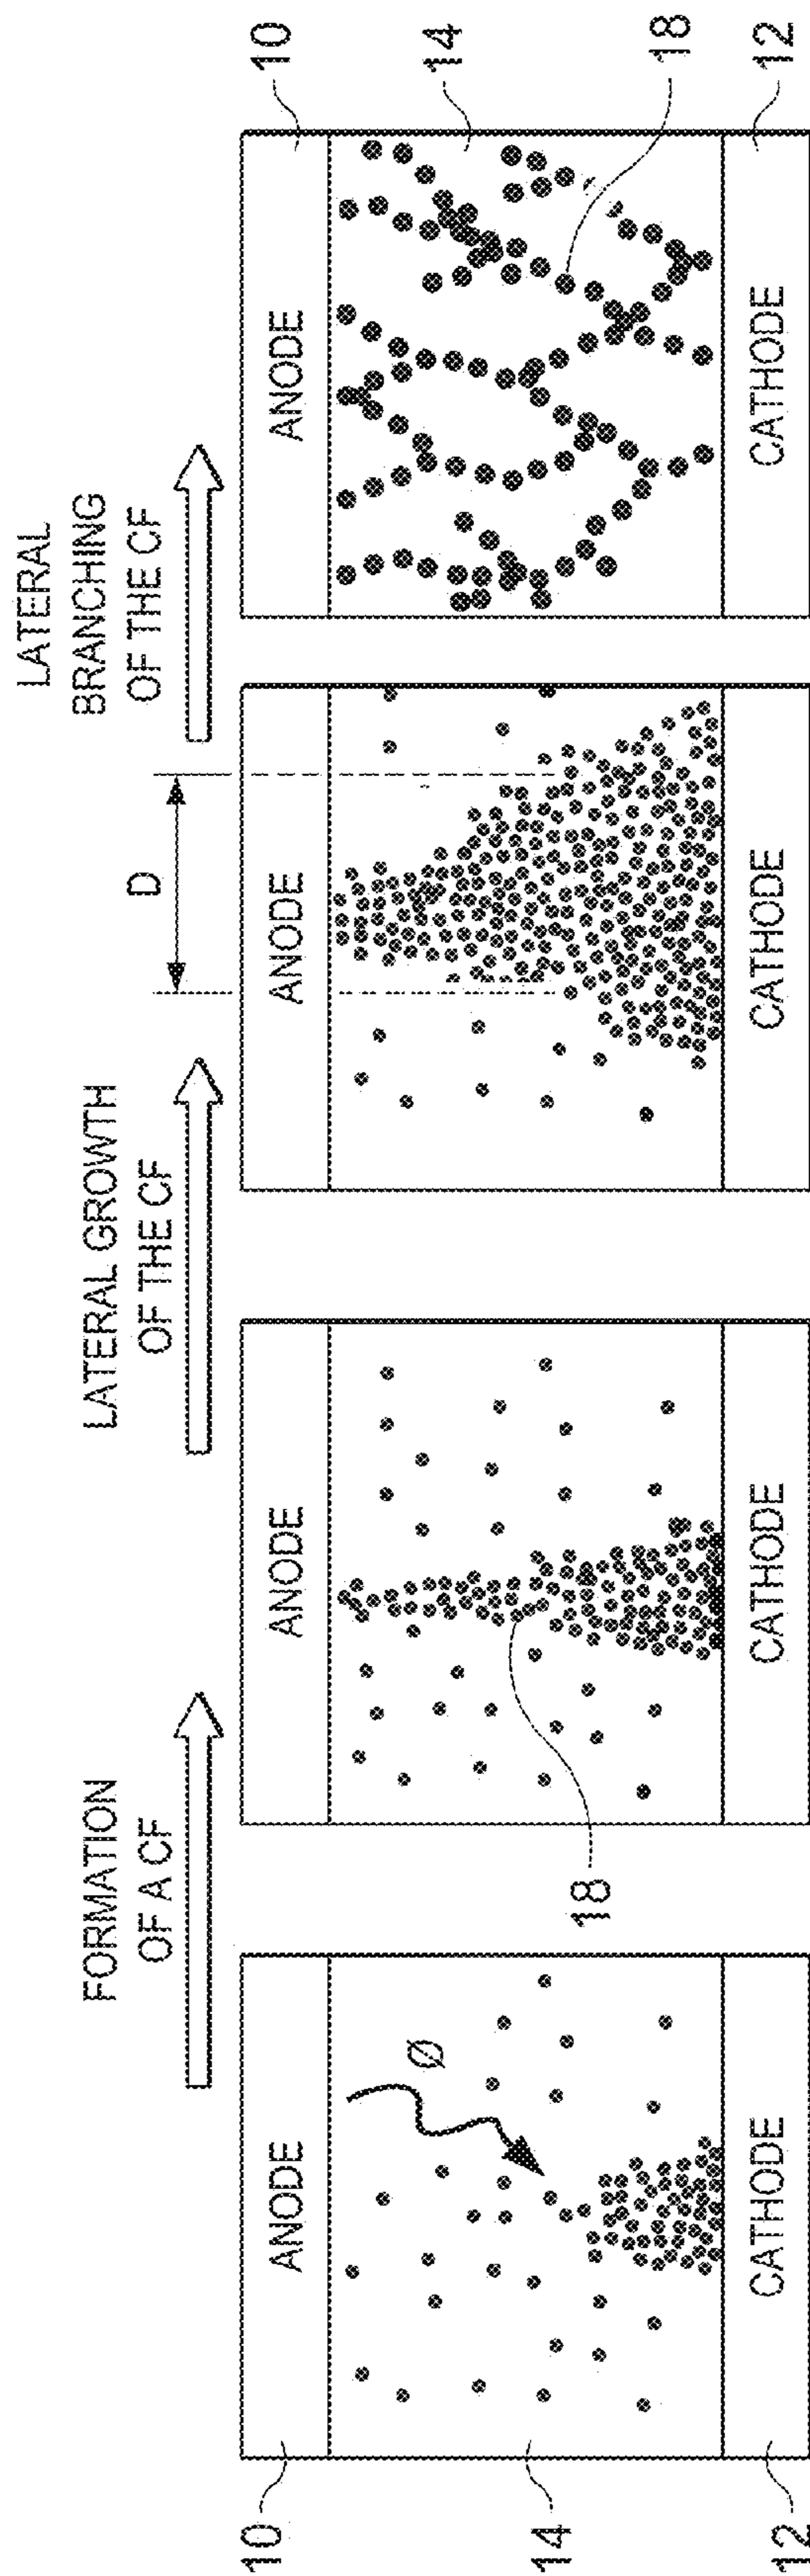 FORMATION
OF A CF
LATERAL GROWTH
OF THE CF
LATERAL
BRANCHING
OF THE CF
D
10
ANODE
Ø
14
CATHODE
12
ANODE
18
CATHODE
ANODE
CATHODE
10
ANODE
14
18
CATHODE
12